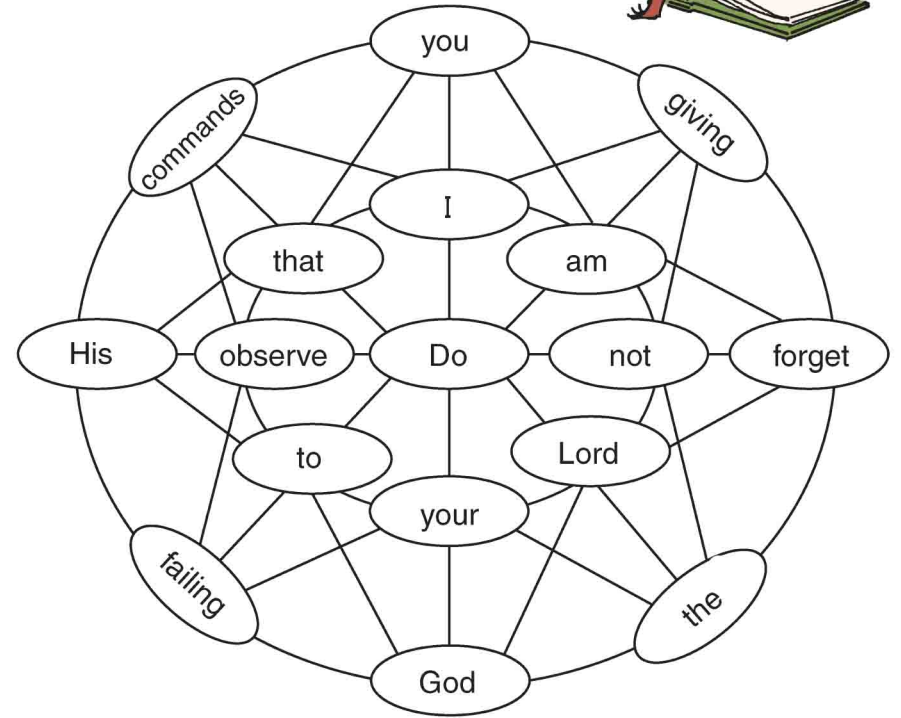 you
commands
giving
I
that
am
His
observe
Do
not
forget
to
Lord
your
failing
the
God